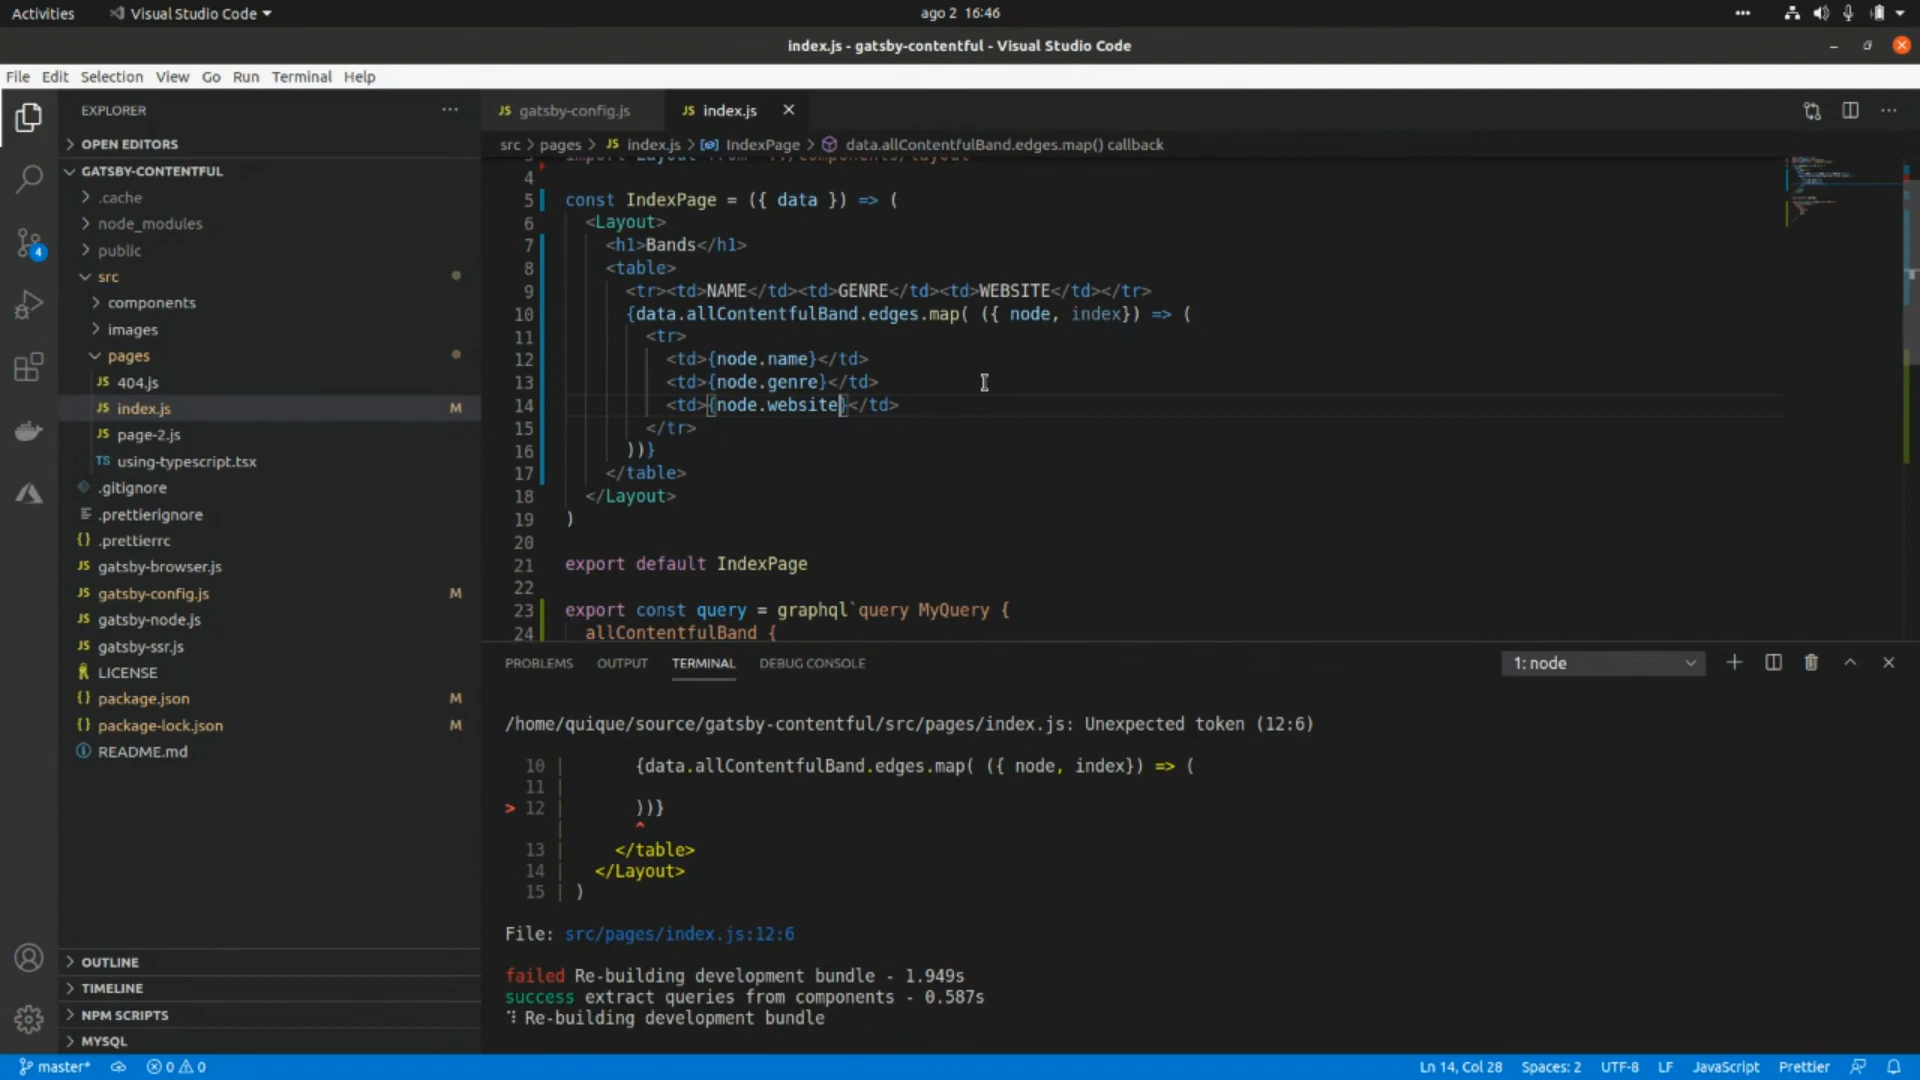 Activities
Visual Studio Code
ago 2 16:46
index.js - gatsby-contentful - Visual Studio Code
File Edit Selection View Go Run Terminal Help
EXPLORER
OPEN EDITORS
GATSBY-CONTENTFUL
.cache
node_modules
public
src
components
images
pages
JS 404.js
JS index.js M
JS page-2.js
TS using-typescript.tsx
.gitignore
.prettierignore
{} .prettierrc
JS gatsby-browser.js
JS gatsby-config.js M
JS gatsby-node.js
JS gatsby-ssr.js
LICENSE
{} package.json M
{} package-lock.json M
README.md
OUTLINE
TIMELINE
NPM SCRIPTS
MYSQL
4
JS gatsby-config.js
JS index.js
src > pages > JS index.js > IndexPage > data.allContentfulBand.edges.map() callback
4
5 const IndexPage = ({ data }) => (
6 <Layout>
7 <h1>Bands</h1>
8 <table>
9 <tr><td>NAME</td><td>GENRE</td><td>WEBSITE</td></tr>
10 {data.allContentfulBand.edges.map( ({ node, index}) => (
11 <tr>
12 <td>{node.name}</td>
13 <td>{node.genre}</td>
14 <td>{node.website}</td>
15 </tr>
16 ))}
17 </table>
18 </Layout>
19 )
20
21 export default IndexPage
22
23 export const query = graphql`query MyQuery {
24 allContentfulBand {
PROBLEMS OUTPUT TERMINAL DEBUG CONSOLE
1: node
/home/quique/source/gatsby-contentful/src/pages/index.js: Unexpected token (12:6)
10 | {data.allContentfulBand.edges.map( ({ node, index}) => (
11 |
> 12 | ))}
| ^
13 | </table>
14 | </Layout>
15 | )
File: src/pages/index.js:12:6
failed Re-building development bundle - 1.949s
success extract queries from components - 0.587s
Re-building development bundle
master*
0 0
Ln 14, Col 28
Spaces: 2
UTF-8
LF
JavaScript
Prettier